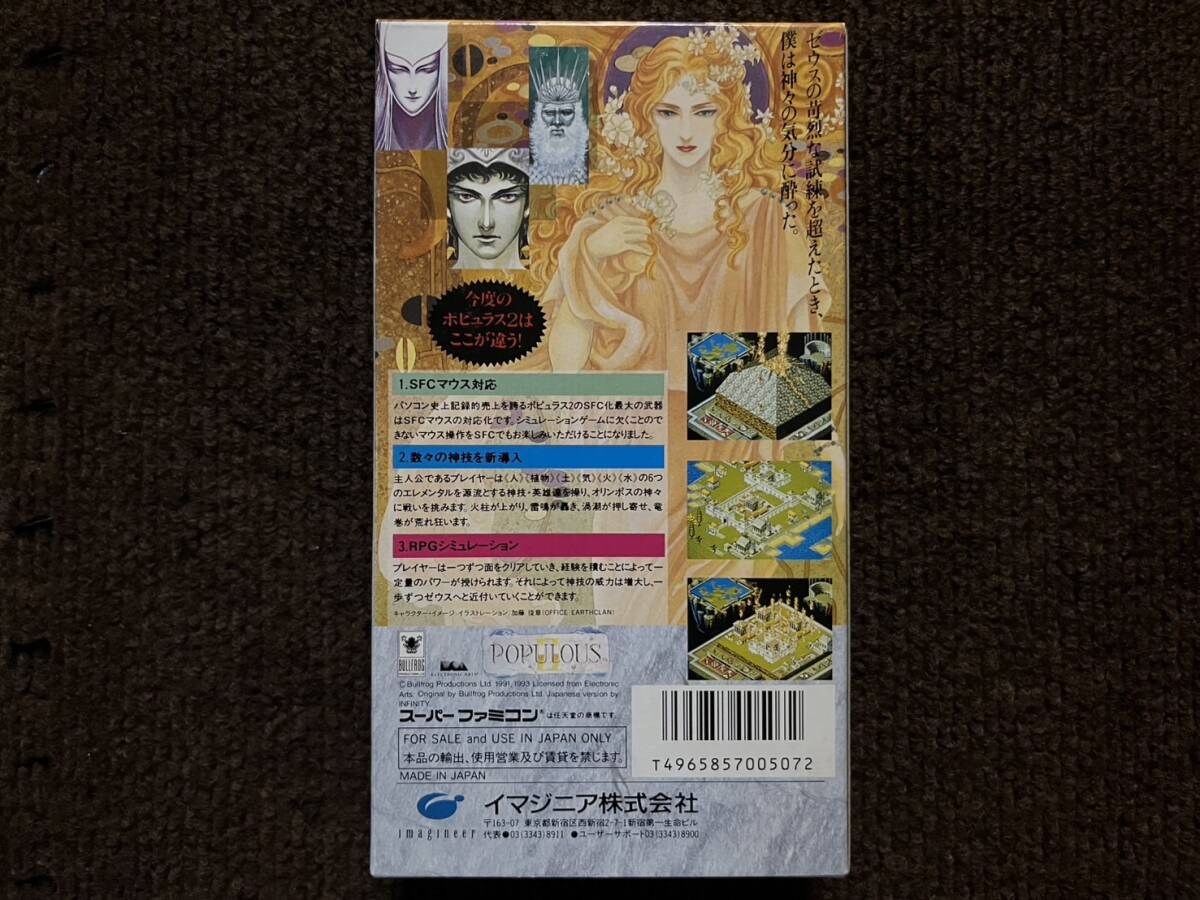 ゼウスの苛烈な試練を超えたとき、
僕は神々の気分に酔った。
今度の
ポピュラス2は
ここが違う!
1.SFCマウス対応
パソコン史上記録的売上を誇るポピュラス2のSFC化最大の武器
はSFCマウスの対応化です。シミュレーションゲームに欠くことので
きないマウス操作をSFCでもお楽しみいただけることになりました。
2.数々の神技を新導入
主人公であるプレイヤーは〈人〉〈植物〉〈土〉〈気〉〈火〉〈水〉の6つ
のエレメンタルを源流とする神技・英雄達を操り、オリンポスの神々
に戦いを挑みます。火柱が上がり、雷鳴が轟き、渦潮が押し寄せ、竜
巻が荒れ狂います。
3.RPGシミュレーション
プレイヤーは一つずつ面をクリアしていき、経験を積むことによって一
定量のパワーが授けられます。それによって神技の威力は増大し、一
歩ずつゼウスへと近付いていくことができます。
キャラクター・イメージ イラストレーション:加藤 俊章(OFFICE EARTHCLAN)
BULLFROG
ELECTRONIC ARTS
POPULOUS II
©Bullfrog Productions Ltd. 1991,1993 Licensed from Electronic
Arts. Original by Bullfrog Productions Ltd. Japanese version by
INFINITY.
スーパーファミコン®は任天堂の商標です。
FOR SALE and USE IN JAPAN ONLY
本品の輸出、使用営業及び賃貸を禁じます。
MADE IN JAPAN
T4965857005072
imagineer
イマジニア株式会社
〒163-07 東京都新宿区西新宿2-7-1新宿第一生命ビル
代表●03(3343)8911 ●ユーザーサポート03(3343)8900